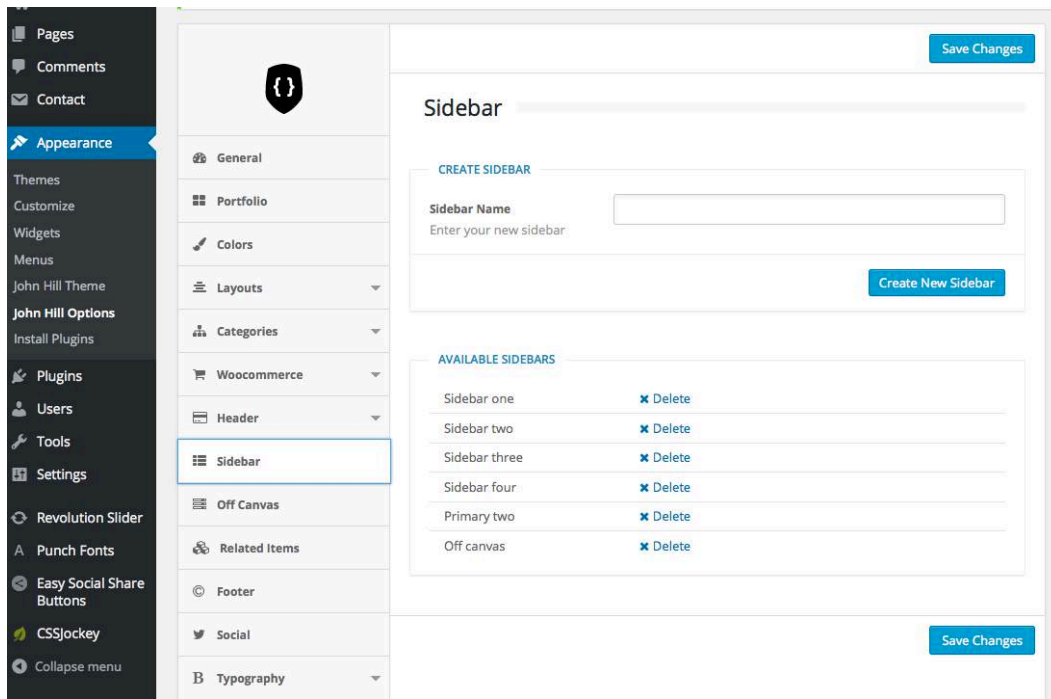 Pages
Comments
Contact
Appearance
Themes
Customize
Widgets
Menus
John Hill Theme
John Hill Options
Install Plugins
Plugins
Users
Tools
Settings
Revolution Slider
Punch Fonts
Easy Social Share
Buttons
CSSJockey
Collapse menu
General
Portfolio
Colors
Layouts
Categories
Woocommerce
Header
Sidebar
Off Canvas
Related Items
Footer
Social
Typography
Save Changes
Sidebar
CREATE SIDEBAR
Sidebar Name
Enter your new sidebar
Create New Sidebar
AVAILABLE SIDEBARS
Sidebar one Delete
Sidebar two Delete
Sidebar three Delete
Sidebar four Delete
Primary two Delete
Off canvas Delete
Save Changes